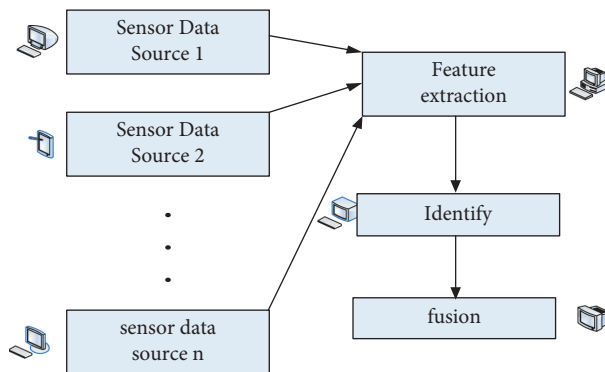 Sensor Data
Source 1
Feature
extraction
Sensor Data
Source 2
Identify
sensor data
source n
fusion